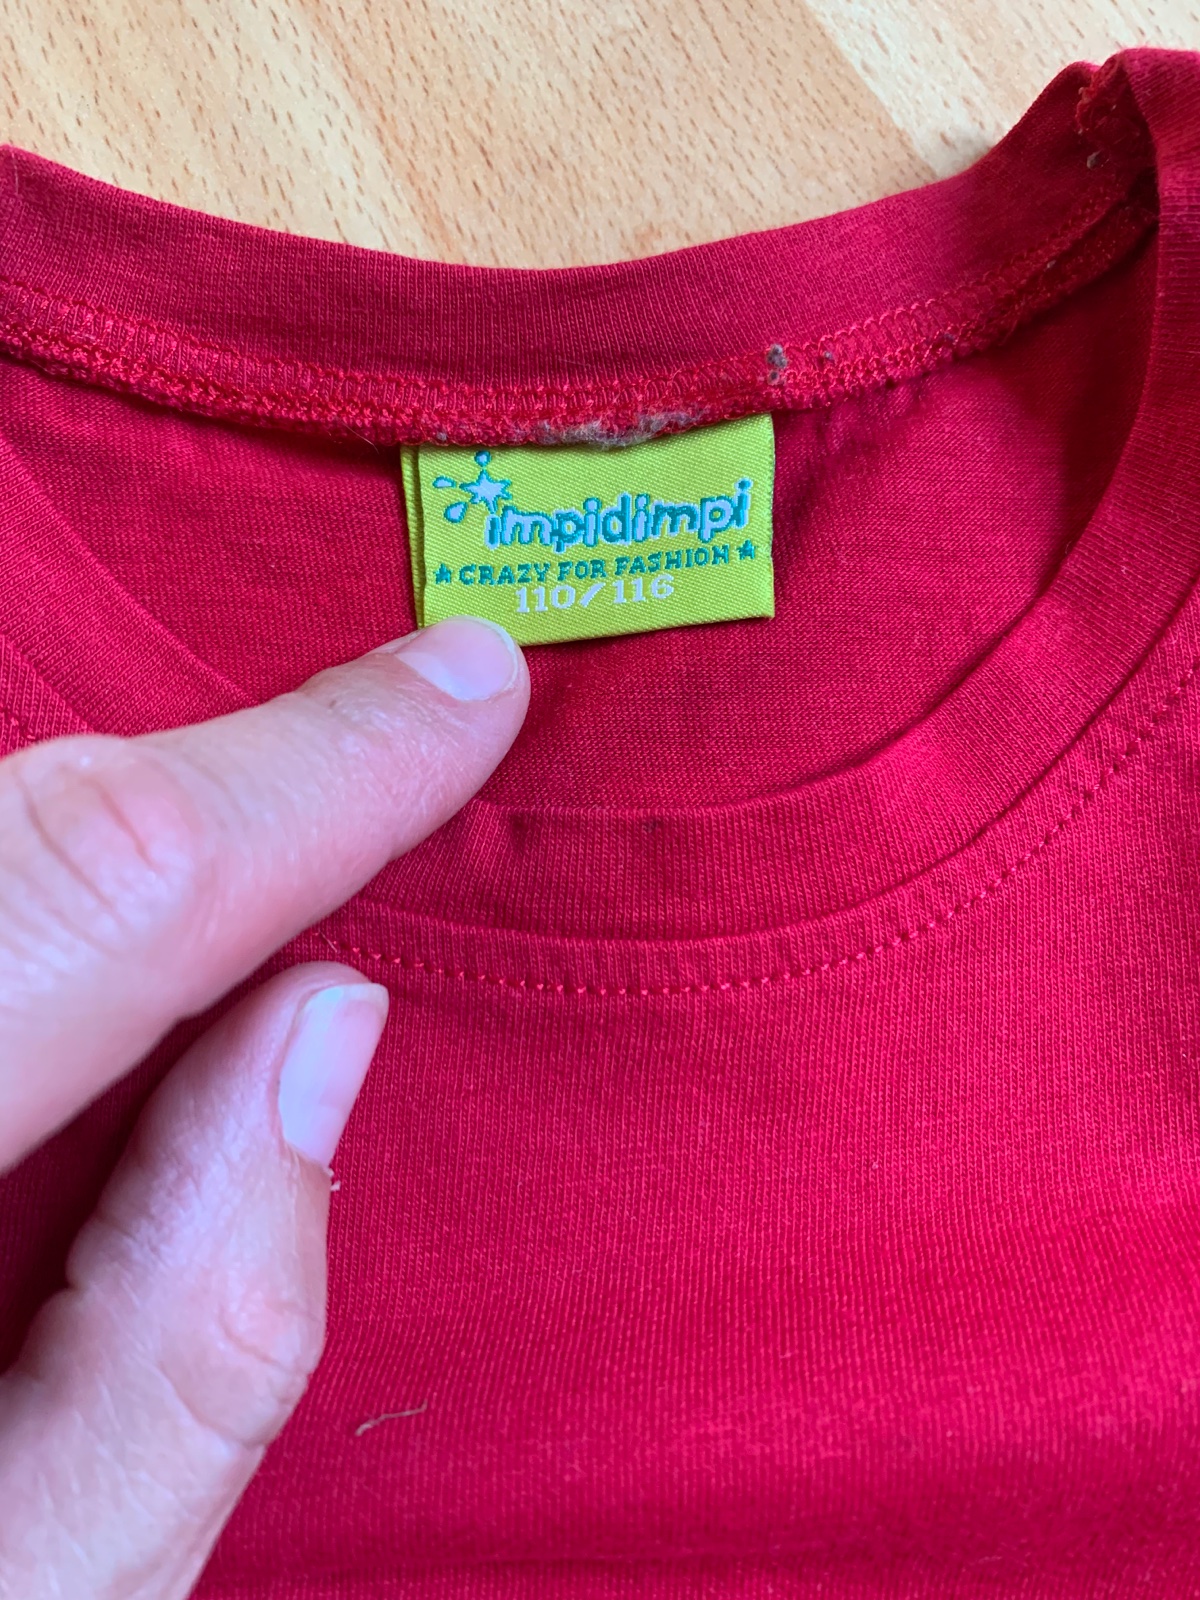 impidimpi
CRAZY FOR FASHION
110/116